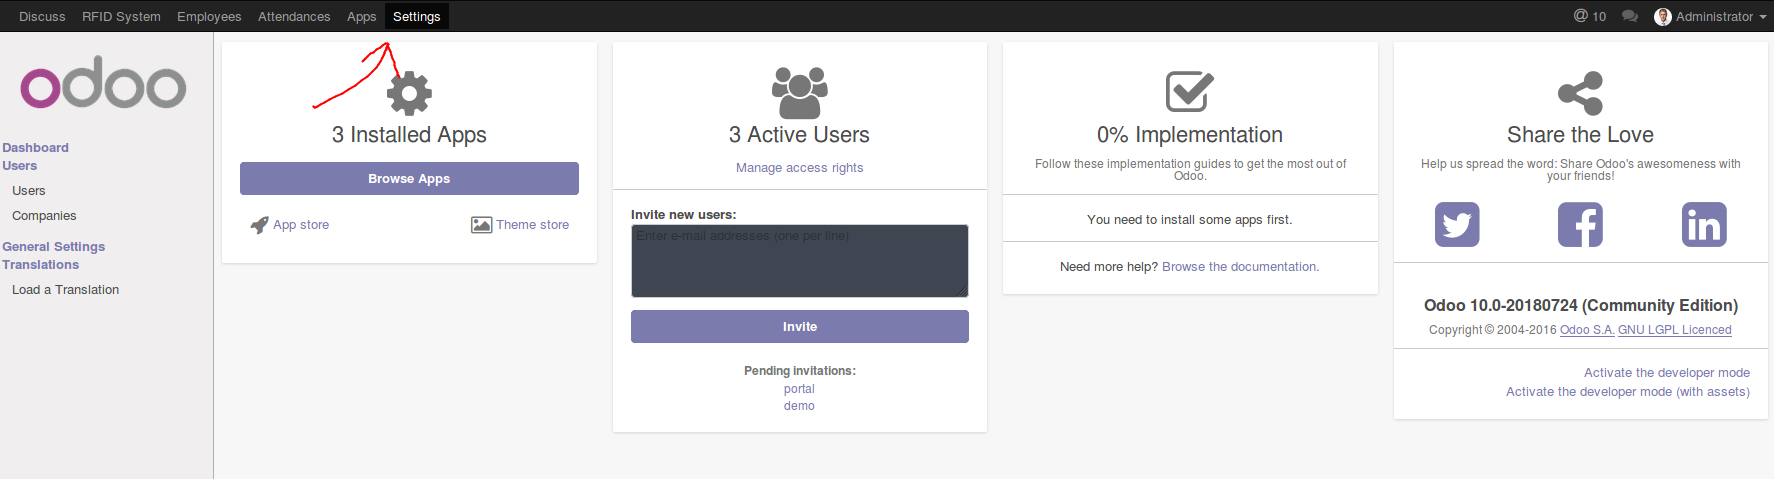 Discuss RFID System Employees Attendances Apps Settings @ 10 Administrator
odoo
Dashboard
Users
Users
Companies
General Settings
Translations
Load a Translation
3 Installed Apps
Browse Apps
App store Theme store
3 Active Users
Manage access rights
Invite new users:
Enter e-mail addresses (one per line)
Invite
Pending invitations:
portal
demo
0% Implementation
Follow these implementation guides to get the most out of
Odoo.
You need to install some apps first.
Need more help? Browse the documentation.
Share the Love
Help us spread the word: Share Odoo's awesomeness with
your friends!
Odoo 10.0-20180724 (Community Edition)
Copyright © 2004-2016 Odoo S.A. GNU LGPL Licenced
Activate the developer mode
Activate the developer mode (with assets)